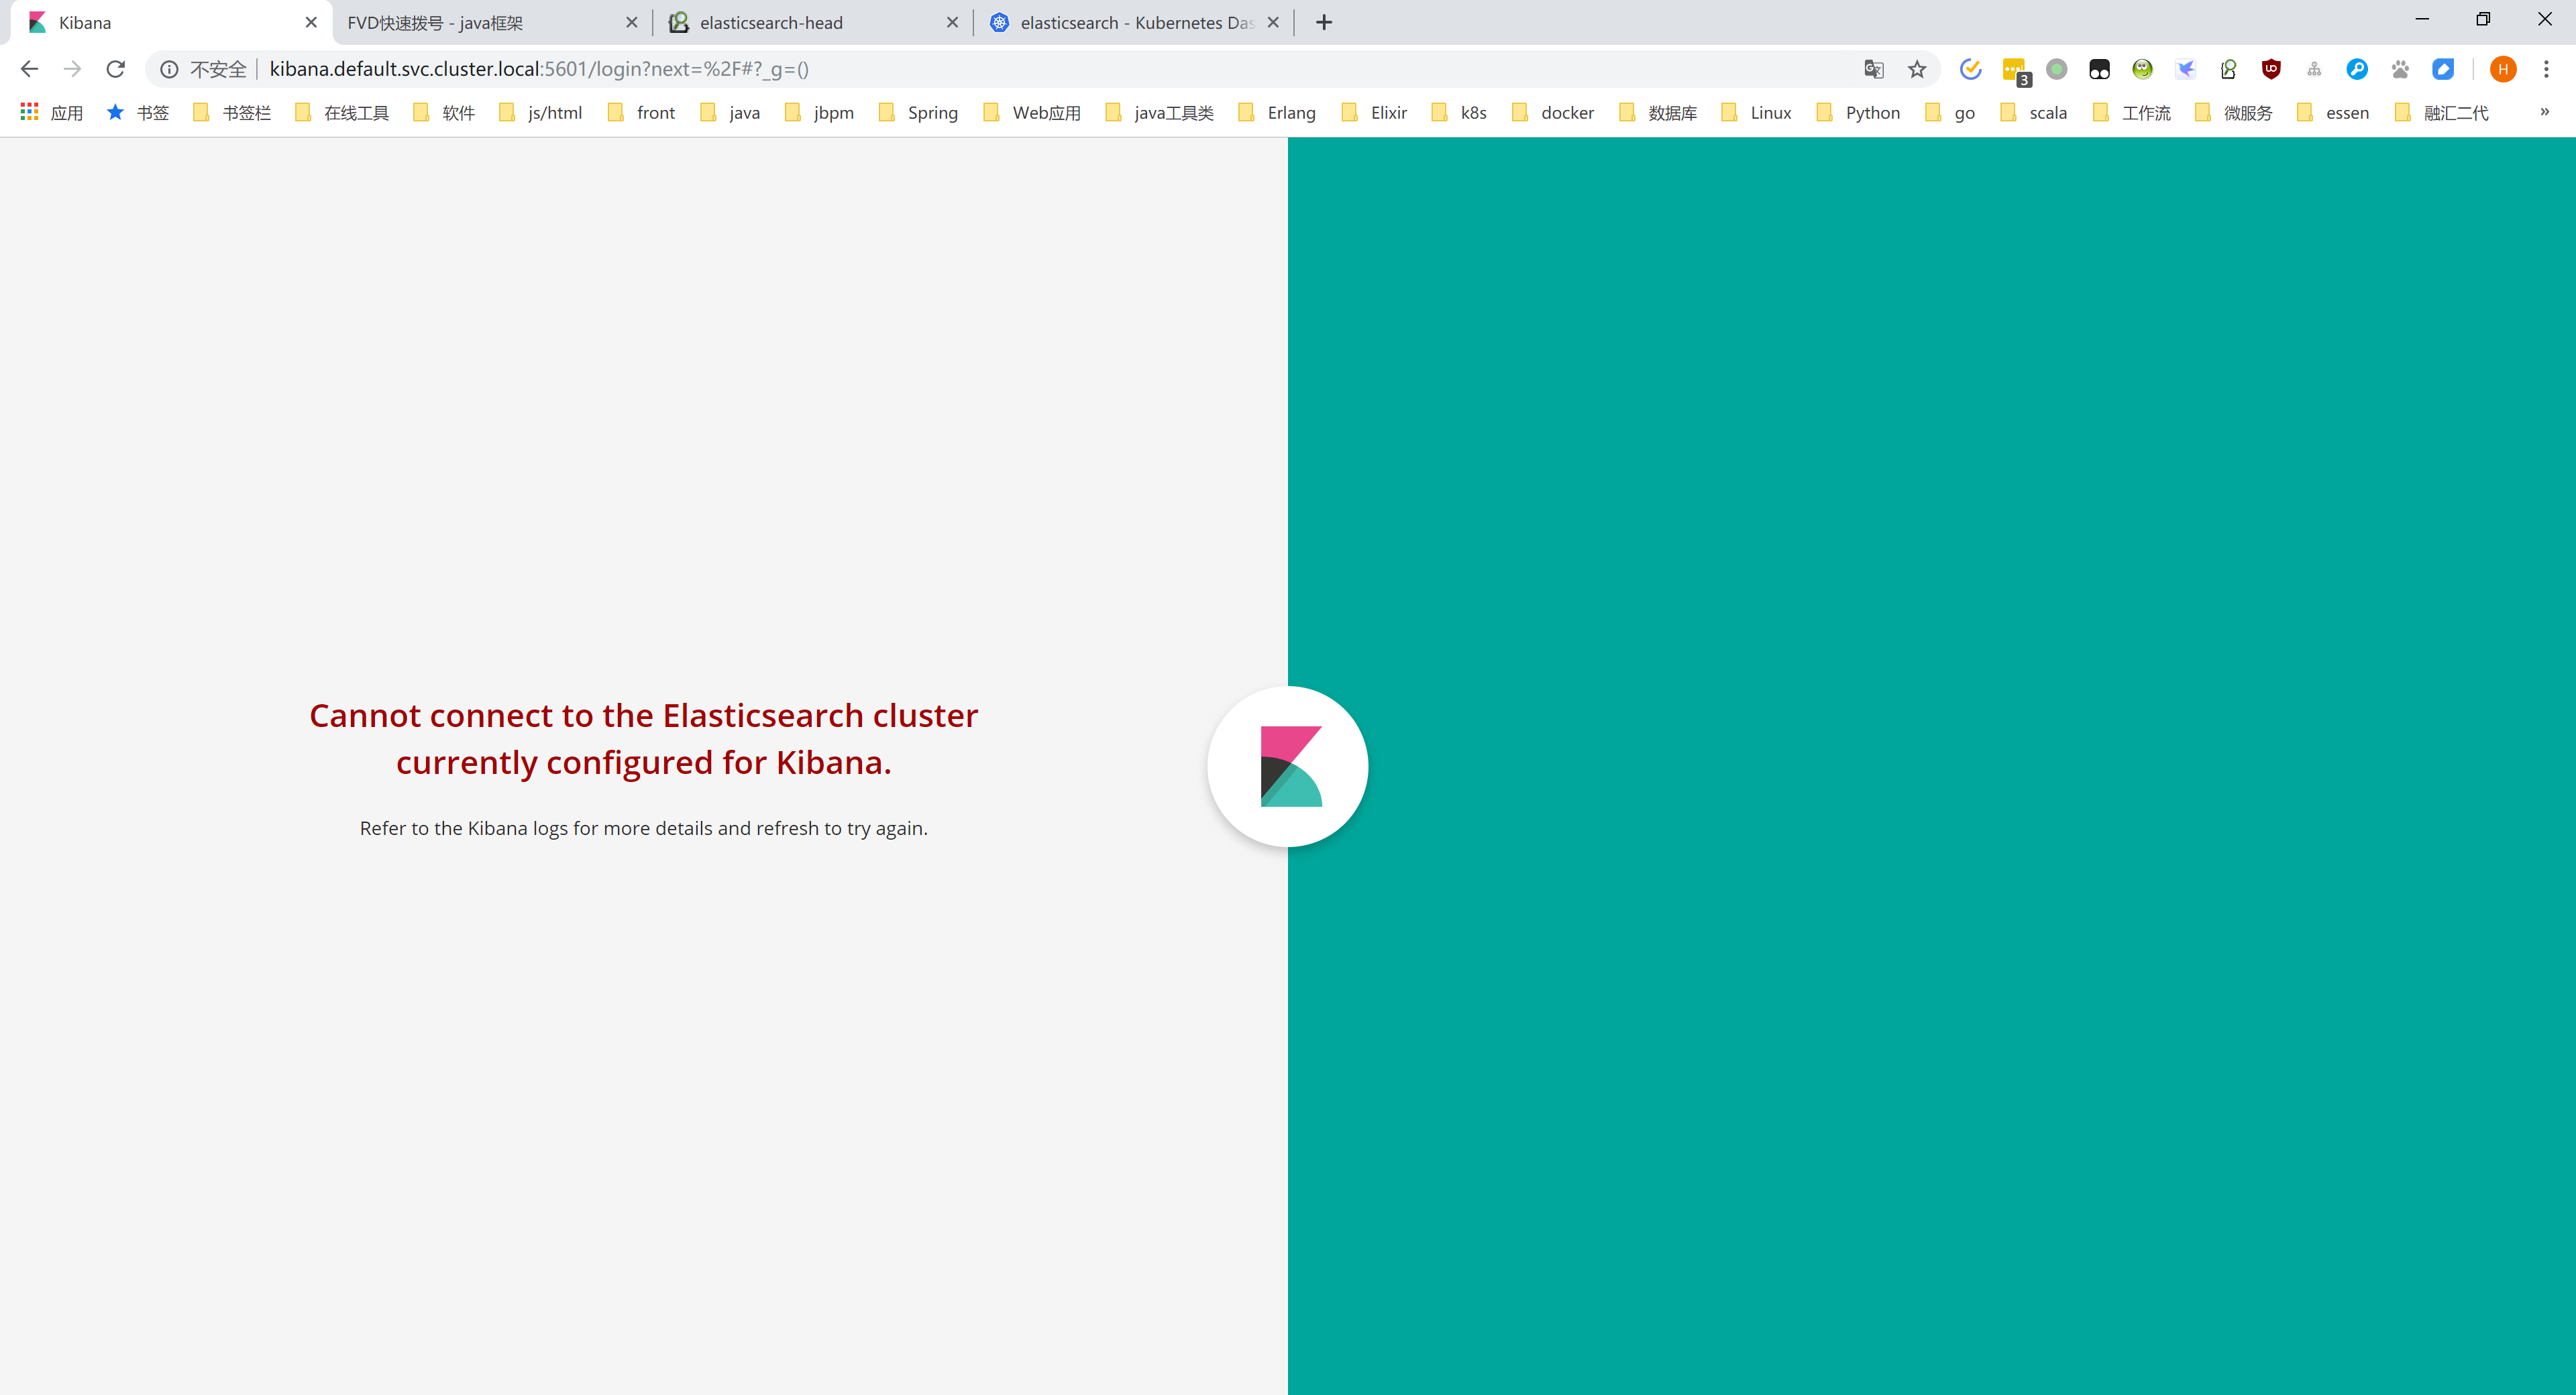 Kibana
FVD快速拨号 - java框架
elasticsearch-head
elasticsearch - Kubernetes Das
不安全 kibana.default.svc.cluster.local:5601/login?next=%2F#?_g=()
3
H
应用 书签 书签栏 在线工具 软件 js/html front java jbpm Spring Web应用 java工具类 Erlang Elixir k8s docker 数据库 Linux Python go scala 工作流 微服务 essen 融汇二代 »
Cannot connect to the Elasticsearch cluster
currently configured for Kibana.
Refer to the Kibana logs for more details and refresh to try again.